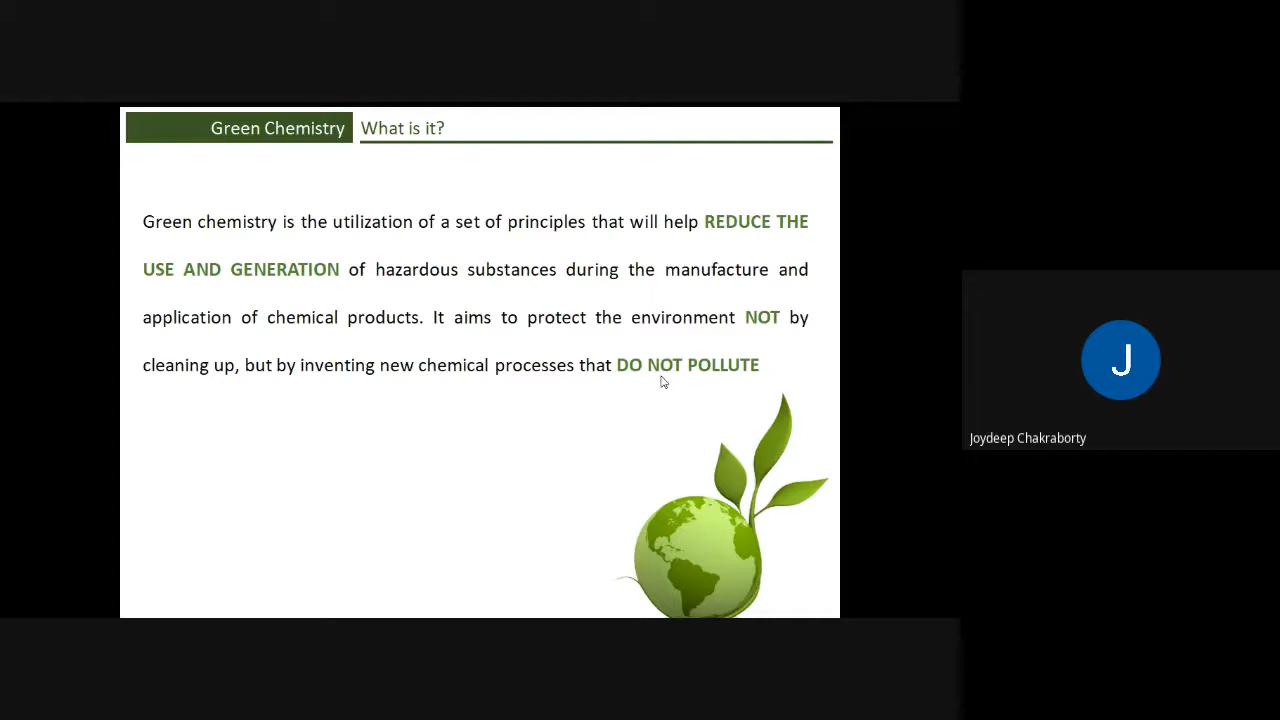 Green Chemistry What is it?
Green chemistry is the utilization of a set of principles that will help REDUCE THE
USE AND GENERATION of hazardous substances during the manufacture and
application of chemical products. It aims to protect the environment NOT by
cleaning up, but by inventing new chemical processes that DO NOT POLLUTE
J
Joydeep Chakraborty